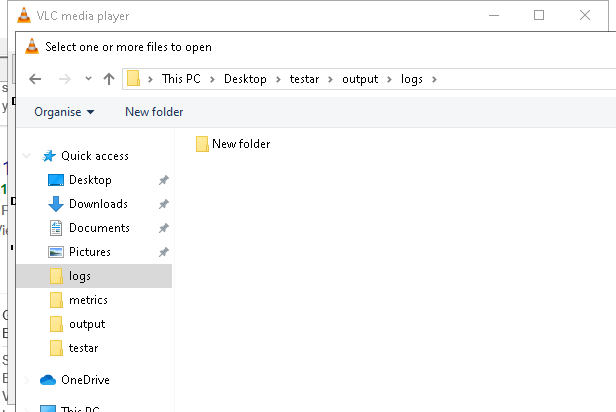 VLC media player
Select one or more files to open
This PC > Desktop > testar > output > logs >
Organise New folder
New folder
Quick access
Desktop
Downloads
Documents
Pictures
logs
metrics
output
testar
OneDrive
This PC